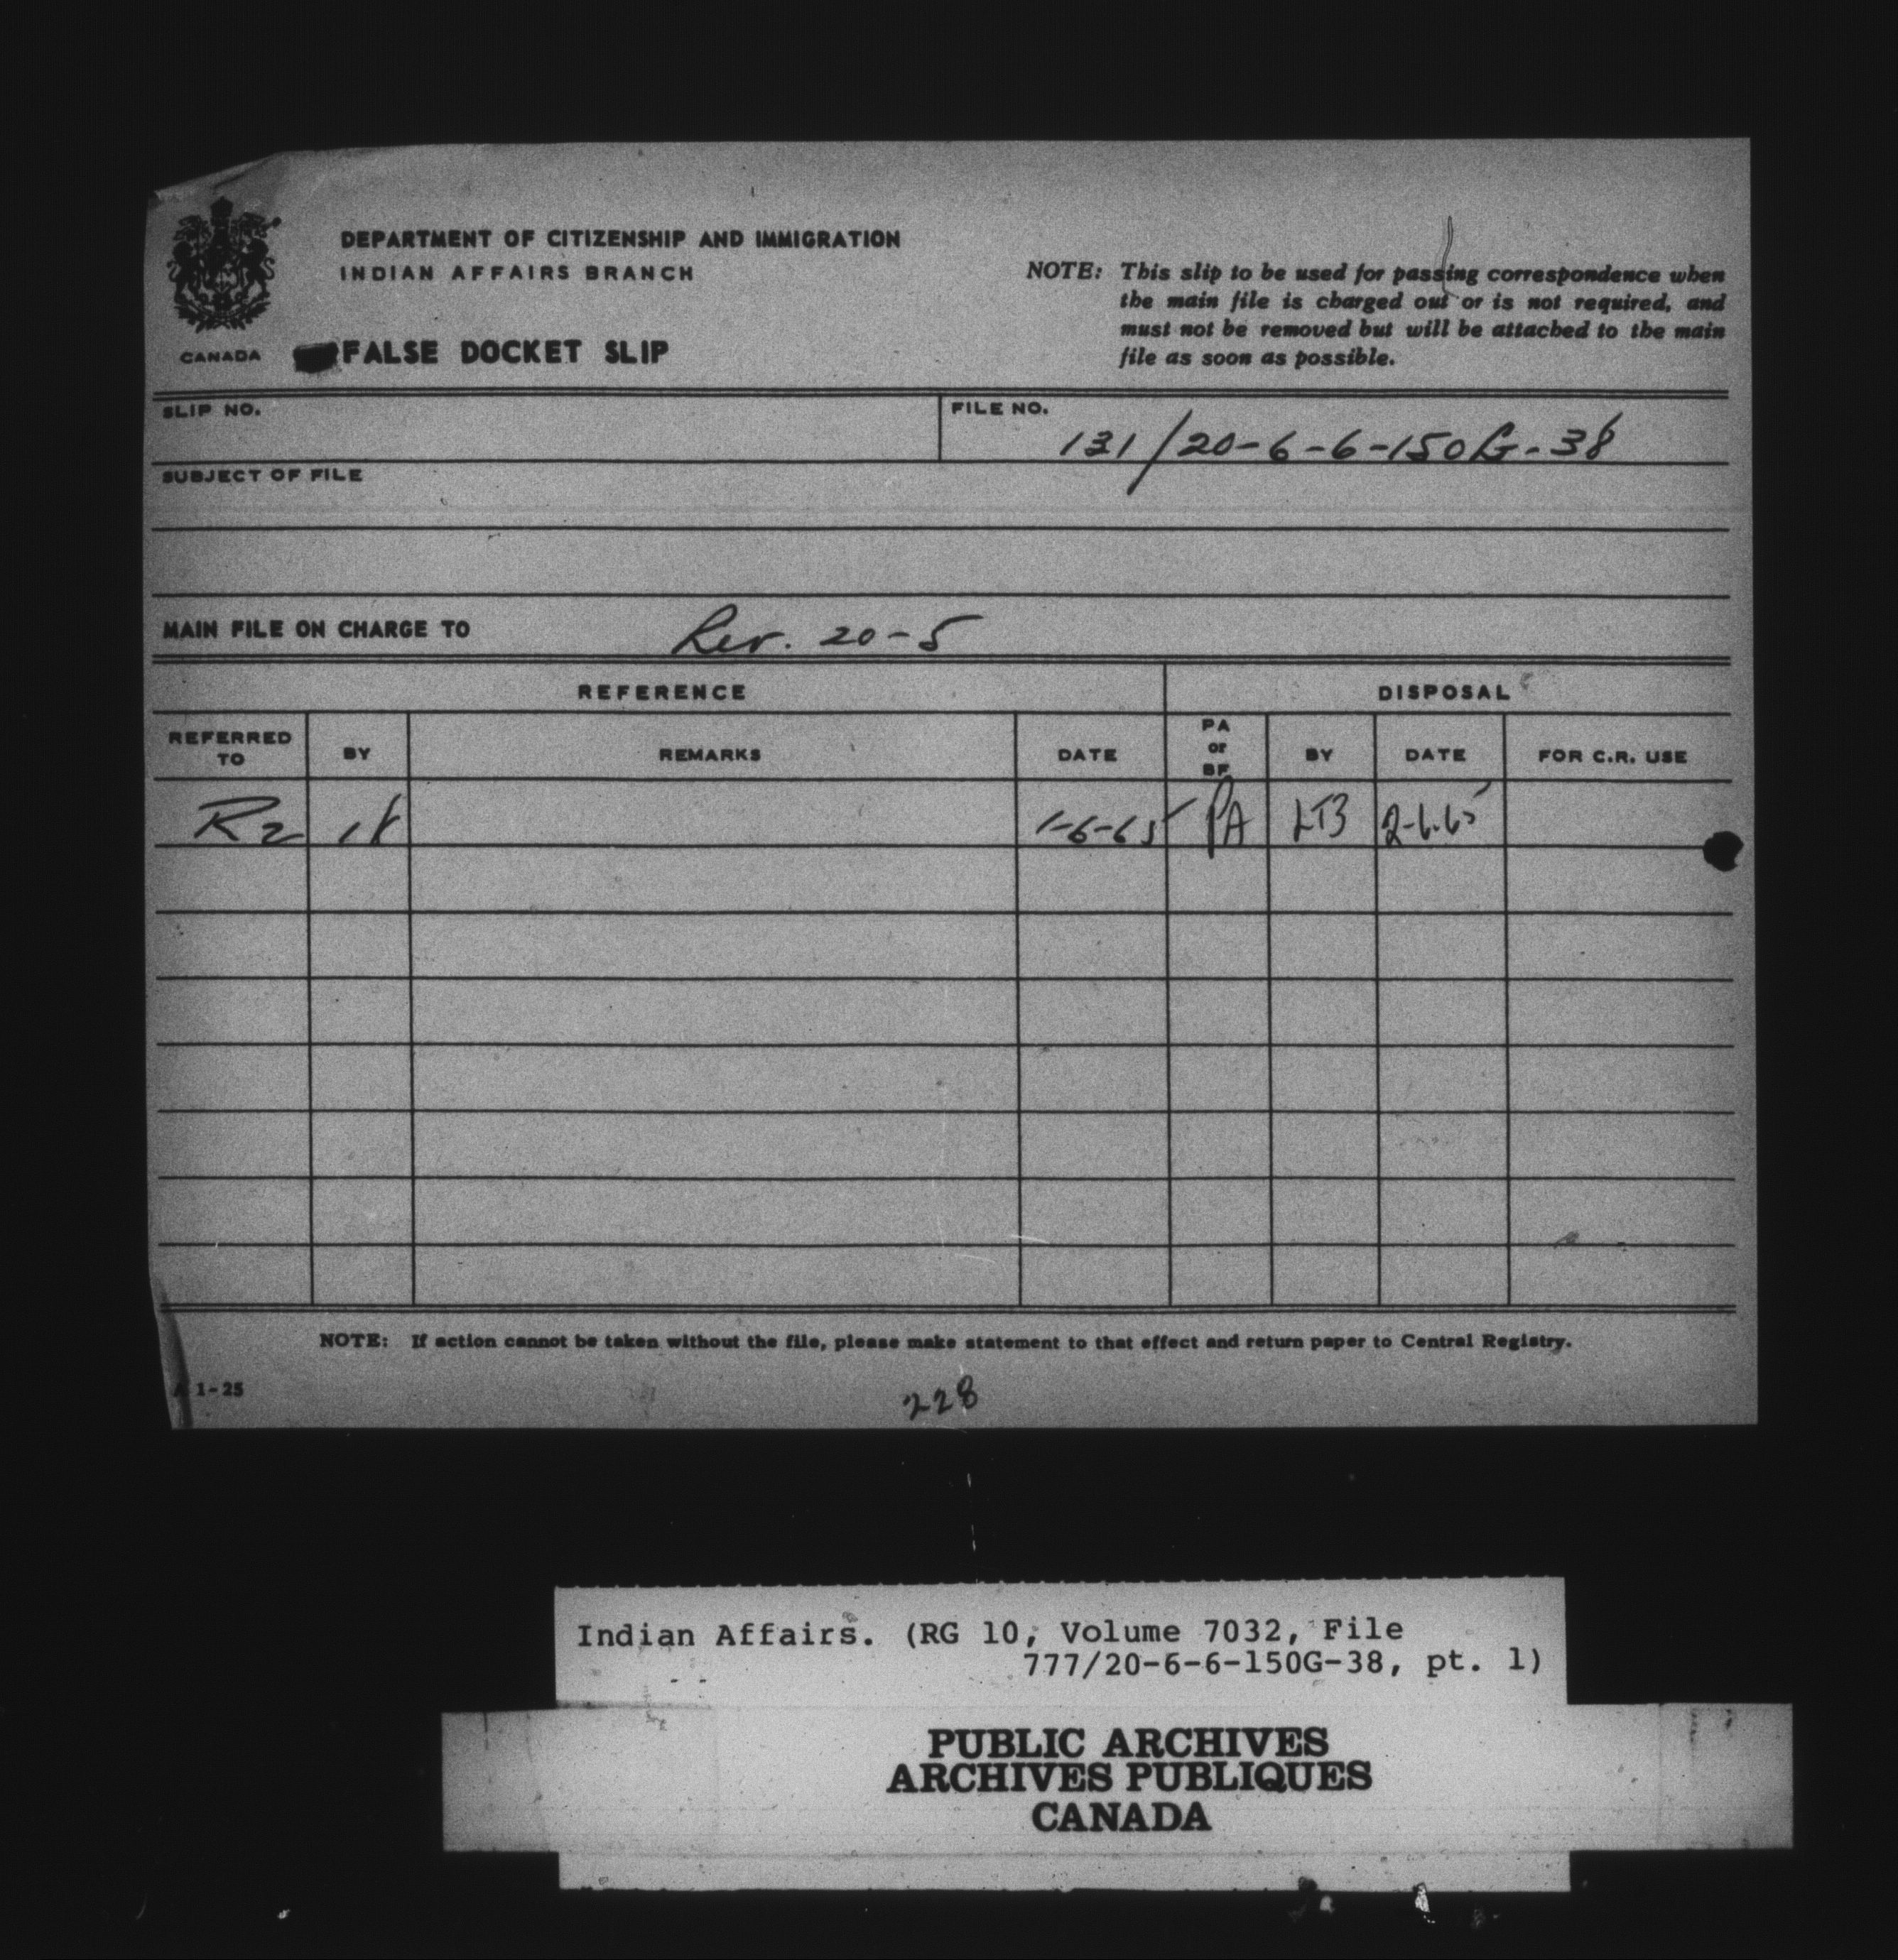 DEPARTMENT OF CITIZENSHIP AND IMMIGRATION
INDIAN AFFAIRS BRANCH
CANADA
FALSE DOCKET SLIP
NOTE: This slip to be used for passing correspondence when
the main file is charged out or is not required, and
must not be removed but will be attached to the main
file as soon as possible.
SLIP NO.
FILE NO. 131/20-6-6-150G-38
SUBJECT OF FILE
MAIN FILE ON CHARGE TO Rev. 20-5
REFERENCE DISPOSAL
REFERRED TO BY REMARKS DATE PA or BF BY DATE FOR C.R. USE
R2 1-6-65 PA 2-6-65
NOTE: If action cannot be taken without the file, please make statement to that effect and return paper to Central Registry.
1-25
228
Indian Affairs. (RG 10, Volume 7032, File
777/20-6-6-150G-38, pt. 1)
PUBLIC ARCHIVES
ARCHIVES PUBLIQUES
CANADA